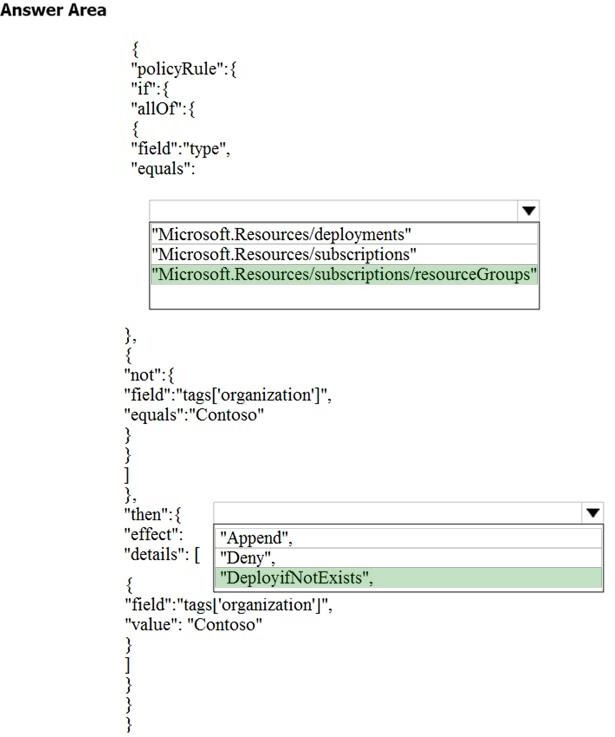 Answer Area
{
"policyRule":{
"if":{
"allOf":{
{
"field":"type",
"equals":
"Microsoft.Resources/deployments"
"Microsoft.Resources/subscriptions"
"Microsoft.Resources/subscriptions/resourceGroups"
},
{
"not":{
"field":"tags['organization']",
"equals":"Contoso"
}
}
]
},
"then":{
"effect":
"details": [
"Append",
"Deny",
"DeployifNotExists",
{
"field":"tags['organization']",
"value": "Contoso"
}
]
}
}
}